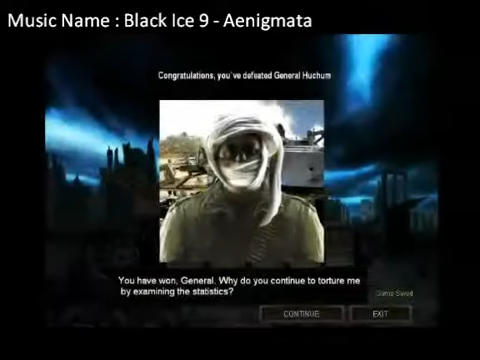 Music Name : Black Ice 9 - Aenigmata
Congratulations, you've defeated General Huchum
You have won, General. Why do you continue to torture me
by examining the statistics?
Game Saved
CONTINUE
EXIT